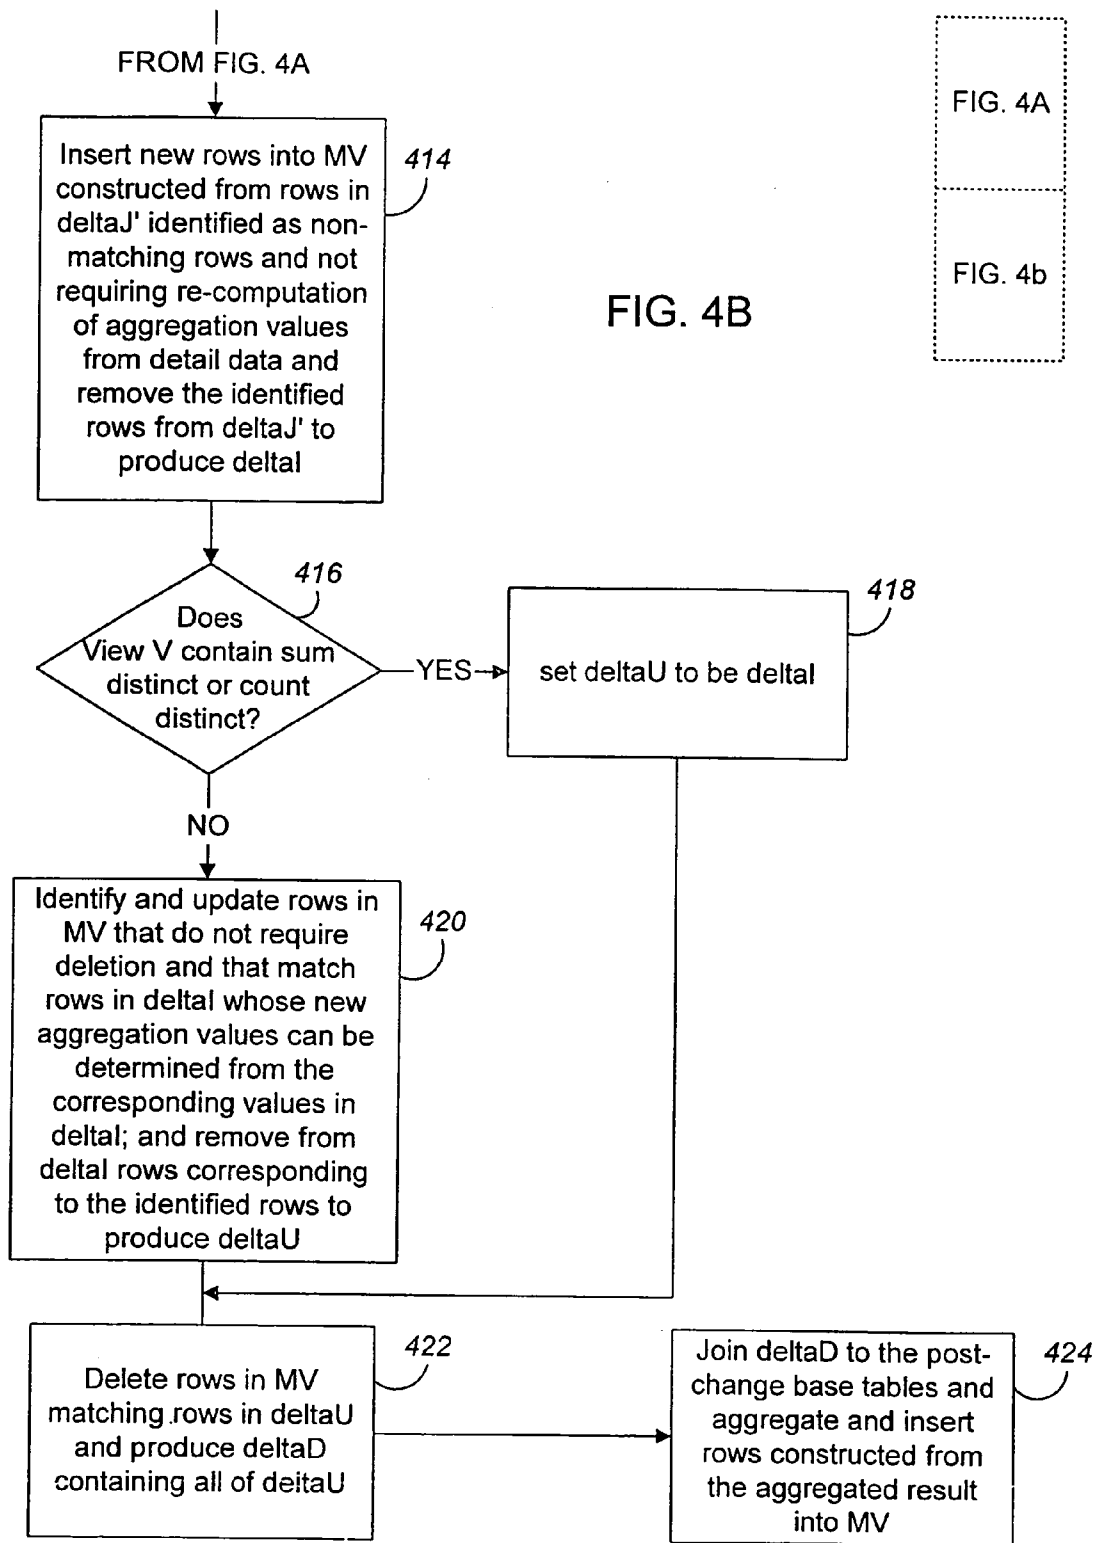 FROM FIG. 4A
FIG. 4A
FIG. 4b
FIG. 4B
414
Insert new rows into MV
constructed from rows in
deltaJ' identified as non-
matching rows and not
requiring re-computation
of aggregation values
from detail data and
remove the identified
rows from deltaJ' to
produce deltaI
416
Does
View V contain sum
distinct or count
distinct?
YES
418
set deltaU to be deltaI
NO
420
Identify and update rows in
MV that do not require
deletion and that match
rows in deltaI whose new
aggregation values can be
determined from the
corresponding values in
deltaI; and remove from
deltaI rows corresponding
to the identified rows to
produce deltaU
422
Delete rows in MV
matching rows in deltaU
and produce deltaD
containing all of deltaU
424
Join deltaD to the post-
change base tables and
aggregate and insert
rows constructed from
the aggregated result
into MV